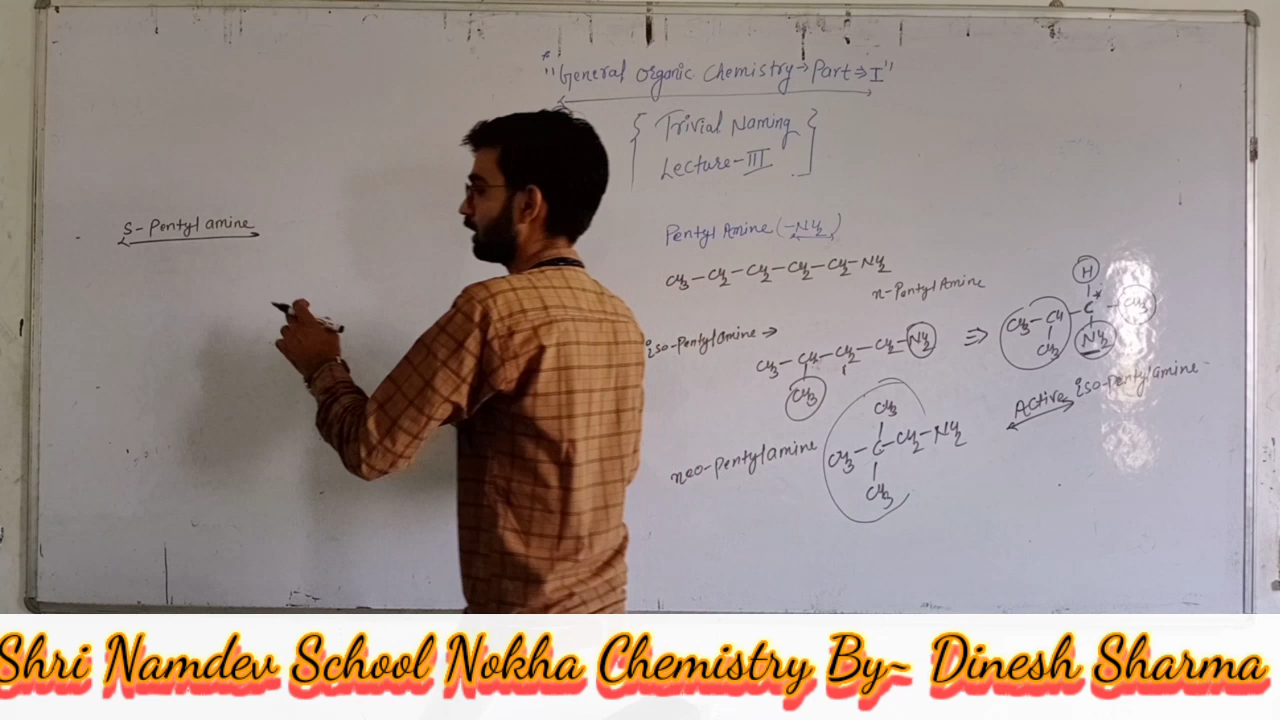 "General Organic Chemistry→Part⇒I"
{ Trivial Naming }
Lecture-III
S-Pentyl amine
Pentyl Amine (-NH2)
CH3-CH2-CH2-CH2-CH2-NH2
n-Pentyl Amine
iso-Pentylamine →
CH3-CH-CH2-CH2-NH2
CH3
⇒
H
CH3-CH-C*-CH3
CH3 NH2
Active iso-pentylamine
neo-pentylamine
CH3
CH3-C-CH2-NH2
CH3
Shri Namdev School Nokha Chemistry By~ Dinesh Sharma